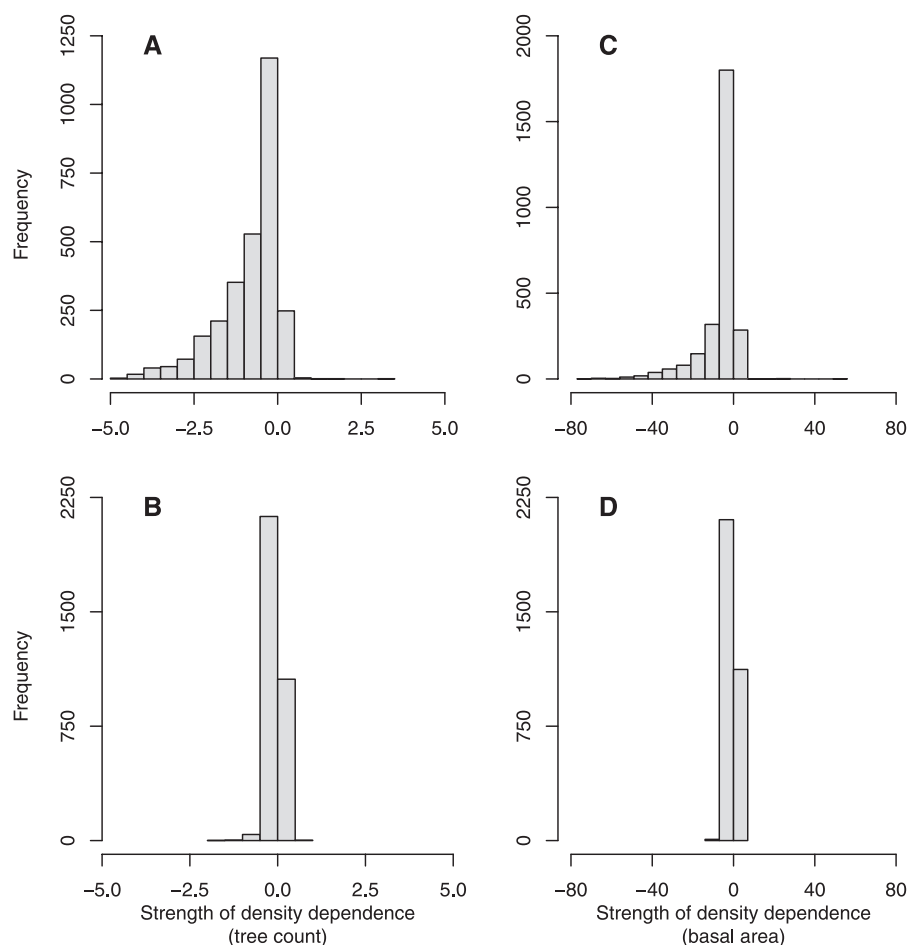 A
Frequency
1250
1000
750
500
250
0
−5.0 −2.5 0.0 2.5 5.0
C
2000
1500
1000
500
0
−80 −40 0 40 80
B
Frequency
2250
1500
750
0
−5.0 −2.5 0.0 2.5 5.0
Strength of density dependence
(tree count)
D
2250
1500
750
0
−80 −40 0 40 80
Strength of density dependence
(basal area)